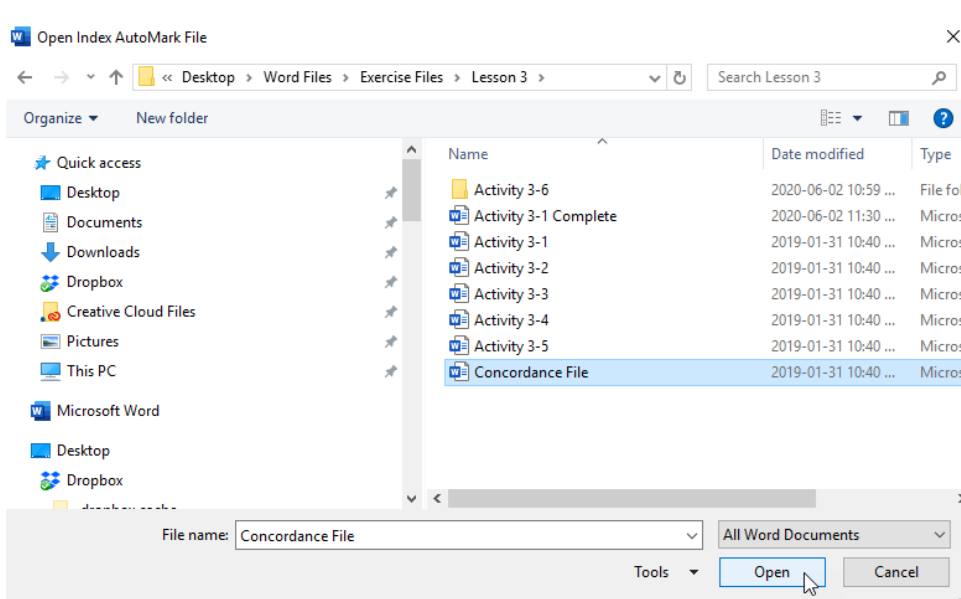 Open Index AutoMark File
« Desktop > Word Files > Exercise Files > Lesson 3 >
Search Lesson 3
Organize
New folder
?
Quick access
Desktop
Documents
Downloads
Dropbox
Creative Cloud Files
Pictures
This PC
Microsoft Word
Desktop
Dropbox
Name Date modified Type
Activity 3-6 2020-06-02 10:59 ... File fol
Activity 3-1 Complete 2020-06-02 11:30 ... Micros
Activity 3-1 2019-01-31 10:40 ... Micros
Activity 3-2 2019-01-31 10:40 ... Micros
Activity 3-3 2019-01-31 10:40 ... Micros
Activity 3-4 2019-01-31 10:40 ... Micros
Activity 3-5 2019-01-31 10:40 ... Micros
Concordance File 2019-01-31 10:40 ... Micros
File name: Concordance File
All Word Documents
Tools
Open
Cancel